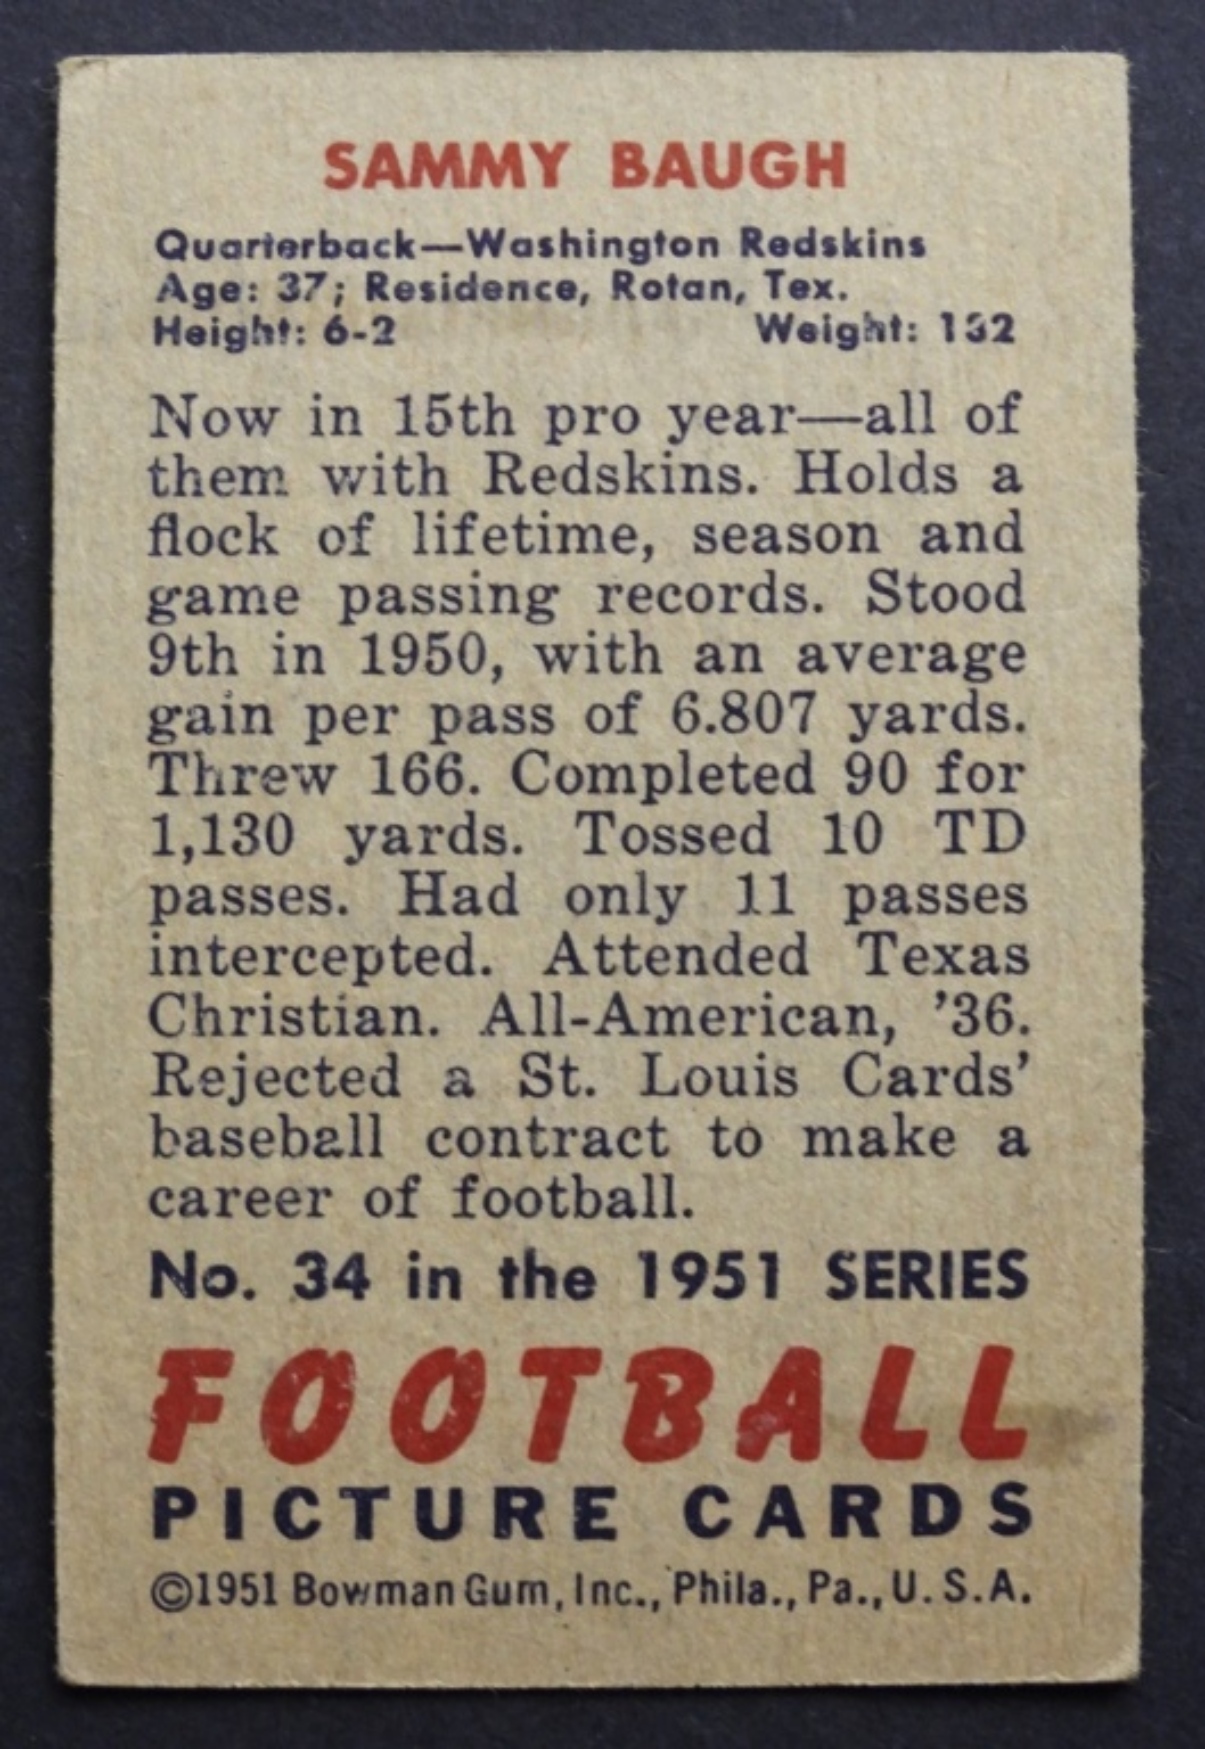 SAMMY BAUGH
Quarterback—Washington Redskins
Age: 37; Residence, Rotan, Tex.
Height: 6-2 Weight:
Now in 15th pro year—all of
them with Redskins. Holds a
flock of lifetime, season and
game passing records. Stood
9th in 1950, with an average
gain per pass of 6.807 yards.
Threw 166. Completed 90 for
1,130 yards. Tossed 10 TD
passes. Had only 11 passes
intercepted. Attended Texas
Christian. All-American, ’36.
Rejected a St. Louis Cards’
baseball contract to make a
career of football.
No. 34 in the 1951 SERIES
FOOTBALL
PICTURE CARDS
©1951 Bowman Gum, Inc., Phila., Pa., U. S. A.